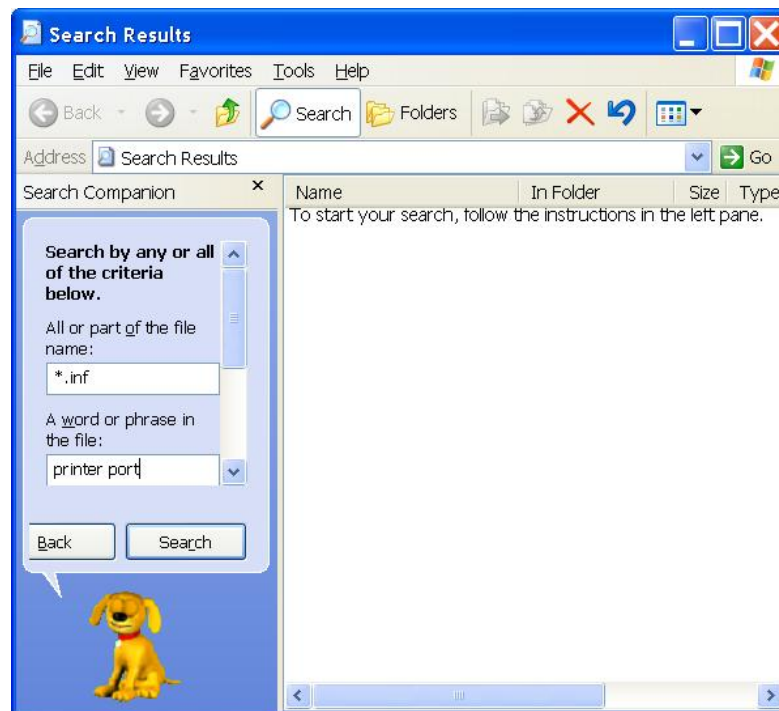 Search Results
File Edit View Favorites Tools Help
Back Search Folders
Address Search Results Go
Search Companion × Name In Folder Size Type
To start your search, follow the instructions in the left pane.
Search by any or all
of the criteria
below.
All or part of the file
name:
*.inf
A word or phrase in
the file:
printer port
Back Search